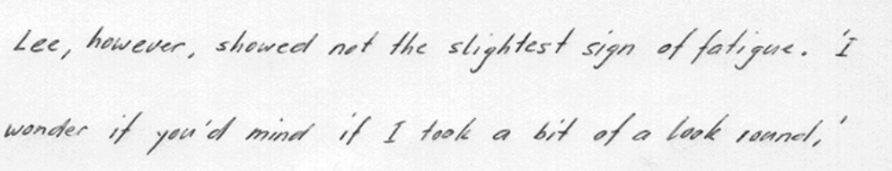 Lee, however, showed not the slightest sign of fatigue. 'I
wonder if you'd mind if I took a bit of a look round,'